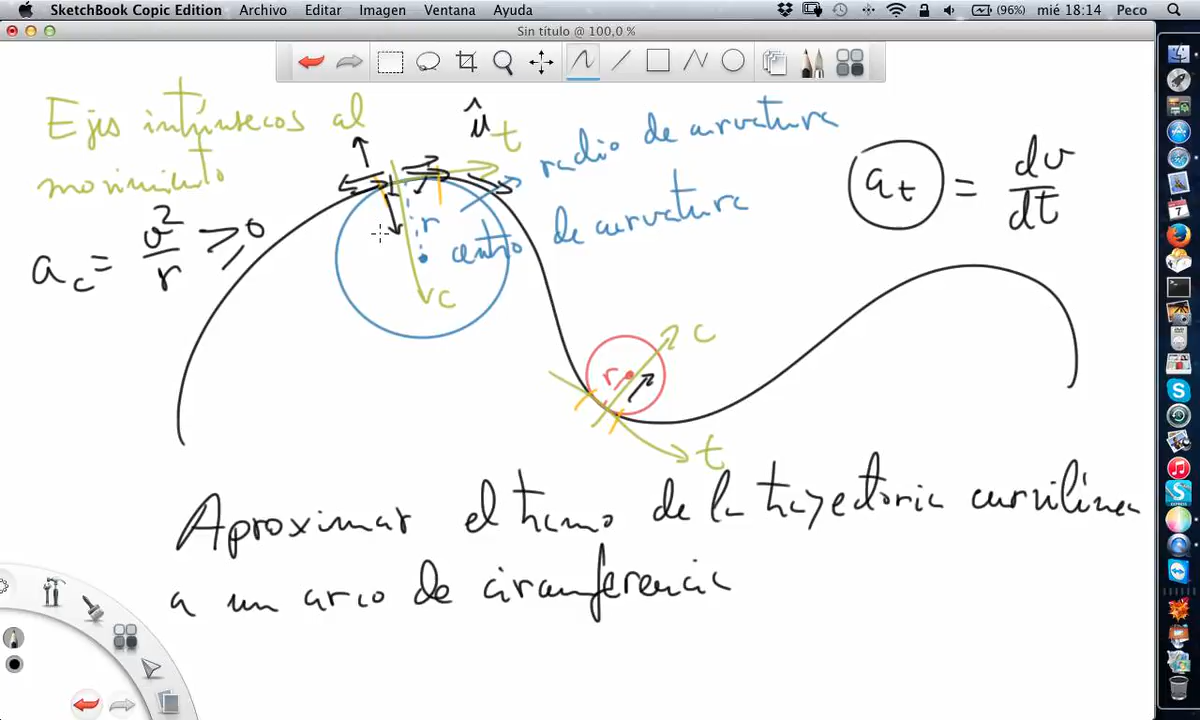 SketchBook Copic Edition Archivo Editar Imagen Ventana Ayuda (96%) mié 18:14 Peco
Sin título @ 100,0 %
Ejes intrínsecos al
movimiento
û t
radio de curvatura
centro de curvatura
r
c
a_c = v²/r ≥ 0
a_t = dv/dt
r
c
t
Aproximar el tramo de la trayectoria curvilínea
a un arco de circunferencia